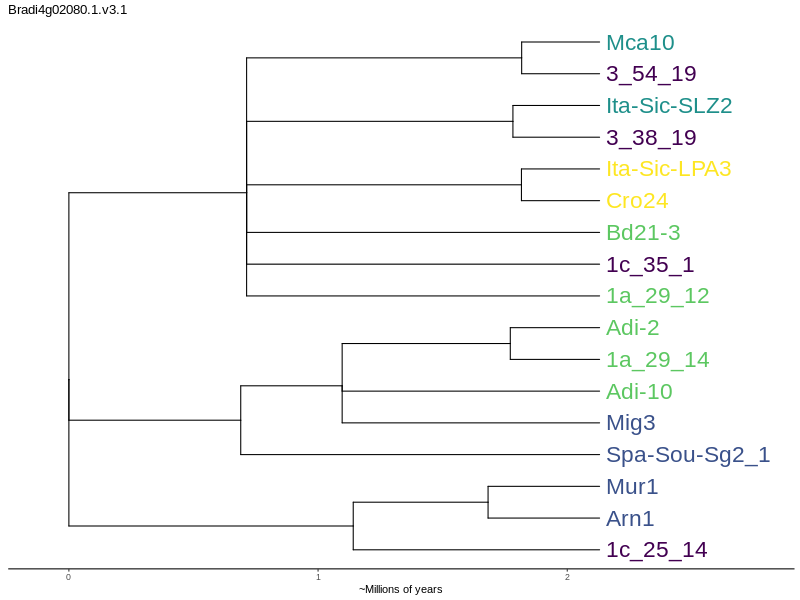 Bradi4g02080.1.v3.1
Mca10
3_54_19
Ita-Sic-SLZ2
3_38_19
Ita-Sic-LPA3
Cro24
Bd21-3
1c_35_1
1a_29_12
Adi-2
1a_29_14
Adi-10
Mig3
Spa-Sou-Sg2_1
Mur1
Arn1
1c_25_14
0 1 2
~Millions of years